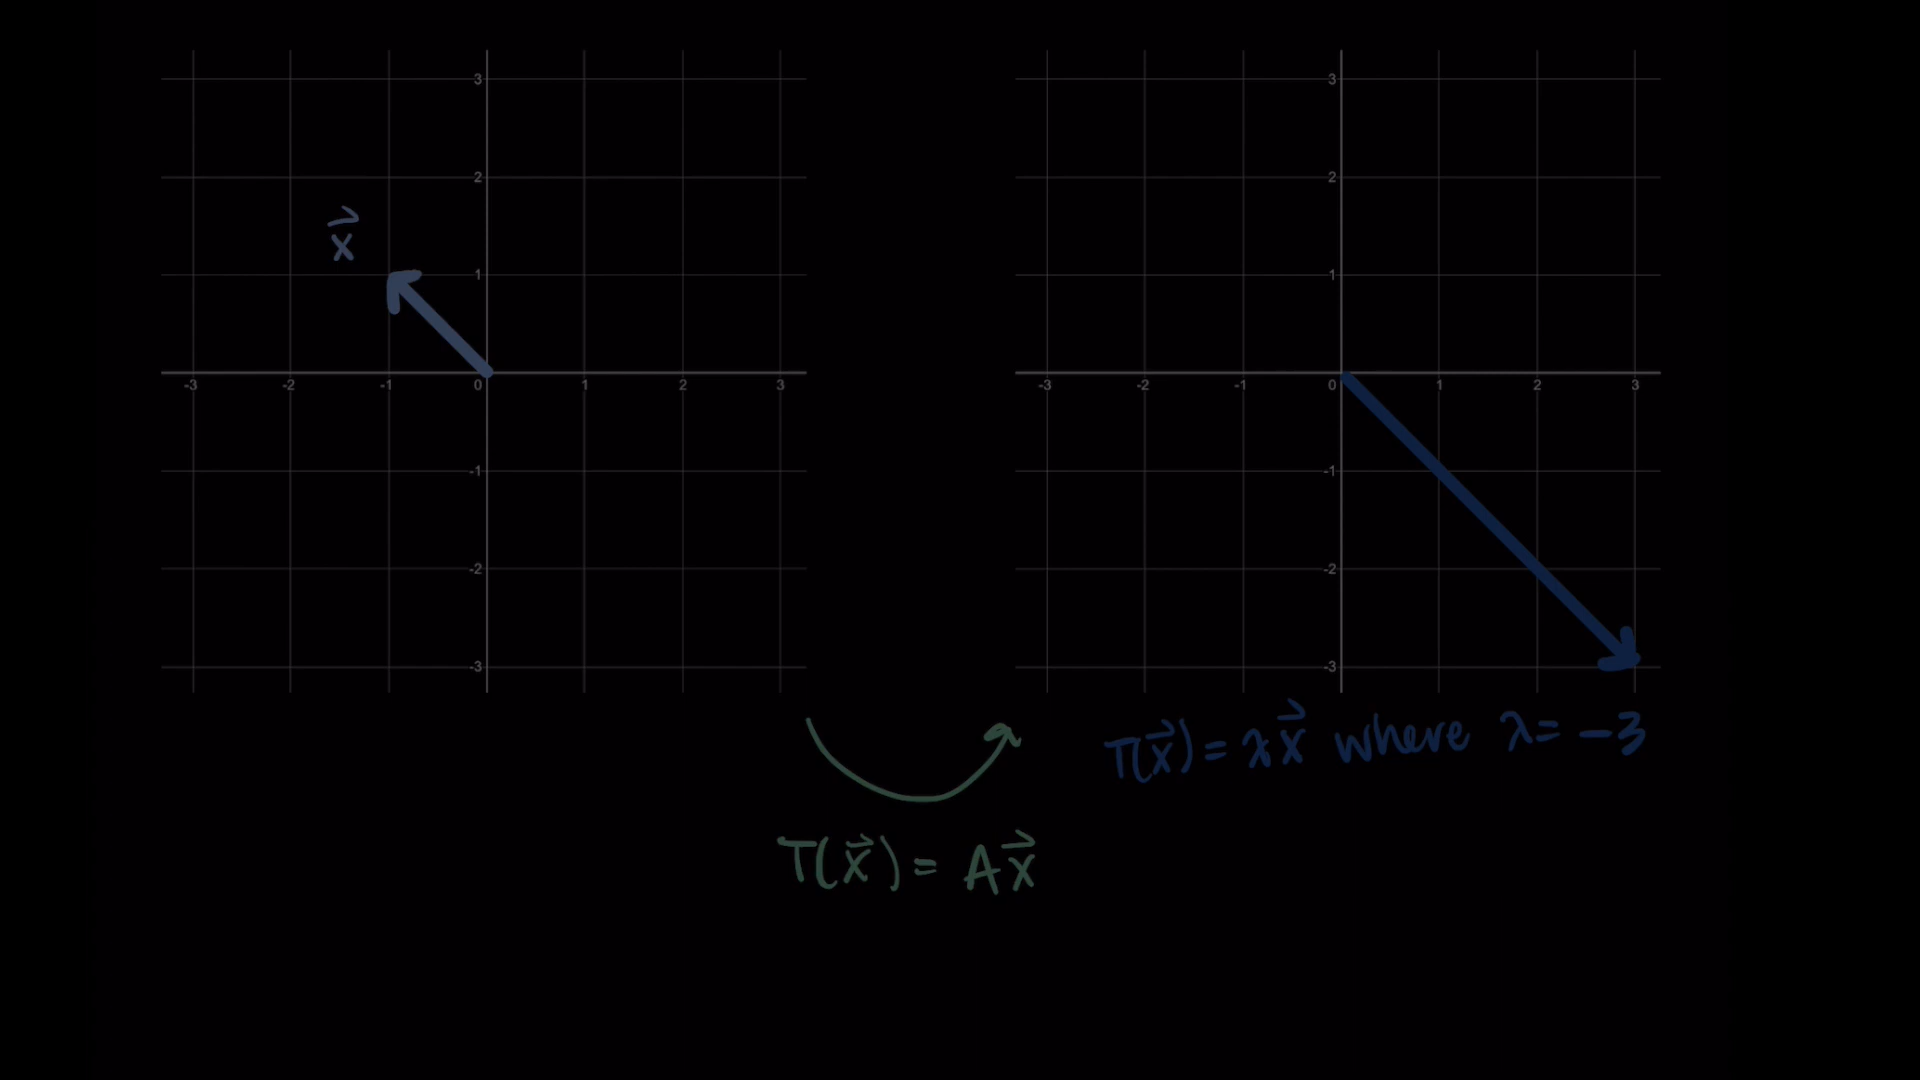 3
3
2
2
x⃗
1
1
-3 -2 -1 0 1 2 3
-3 -2 -1 0 1 2 3
-1
-1
-2
-2
-3
-3
T(x⃗) = λx⃗ where λ = -3
T(x⃗) = Ax⃗